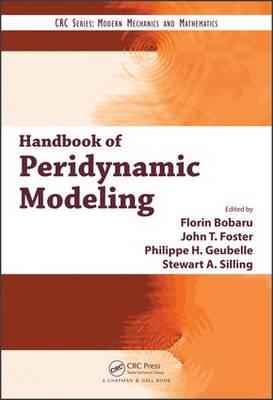 CRC SERIES: MODERN MECHANICS AND MATHEMATICS
Handbook of
Peridynamic
Modeling
Edited by
Florin Bobaru
John T. Foster
Philippe H. Geubelle
Stewart A. Silling
CRC Press
Taylor & Francis Group
A CHAPMAN & HALL BOOK